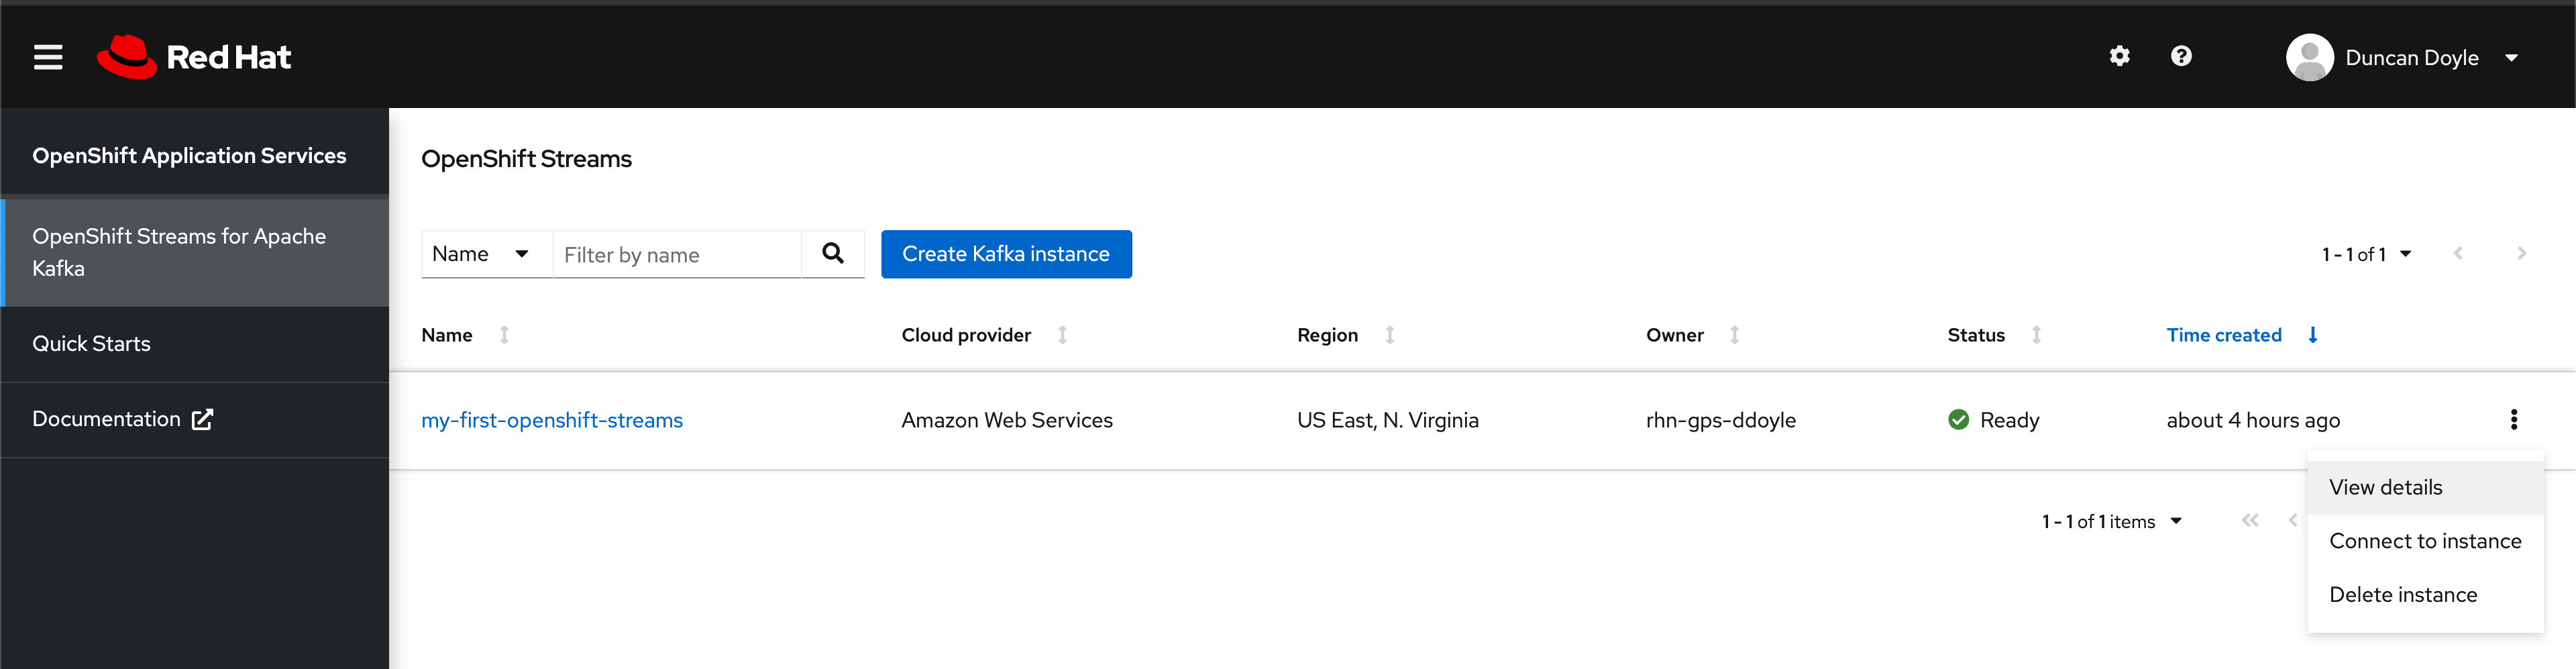 Red Hat
Duncan Doyle
OpenShift Application Services
OpenShift Streams for Apache
Kafka
Quick Starts
Documentation
OpenShift Streams
Name
Filter by name
Create Kafka instance
1 - 1 of 1
Name Cloud provider Region Owner Status Time created
my-first-openshift-streams Amazon Web Services US East, N. Virginia rhn-gps-ddoyle Ready about 4 hours ago
1 - 1 of 1 items
View details
Connect to instance
Delete instance